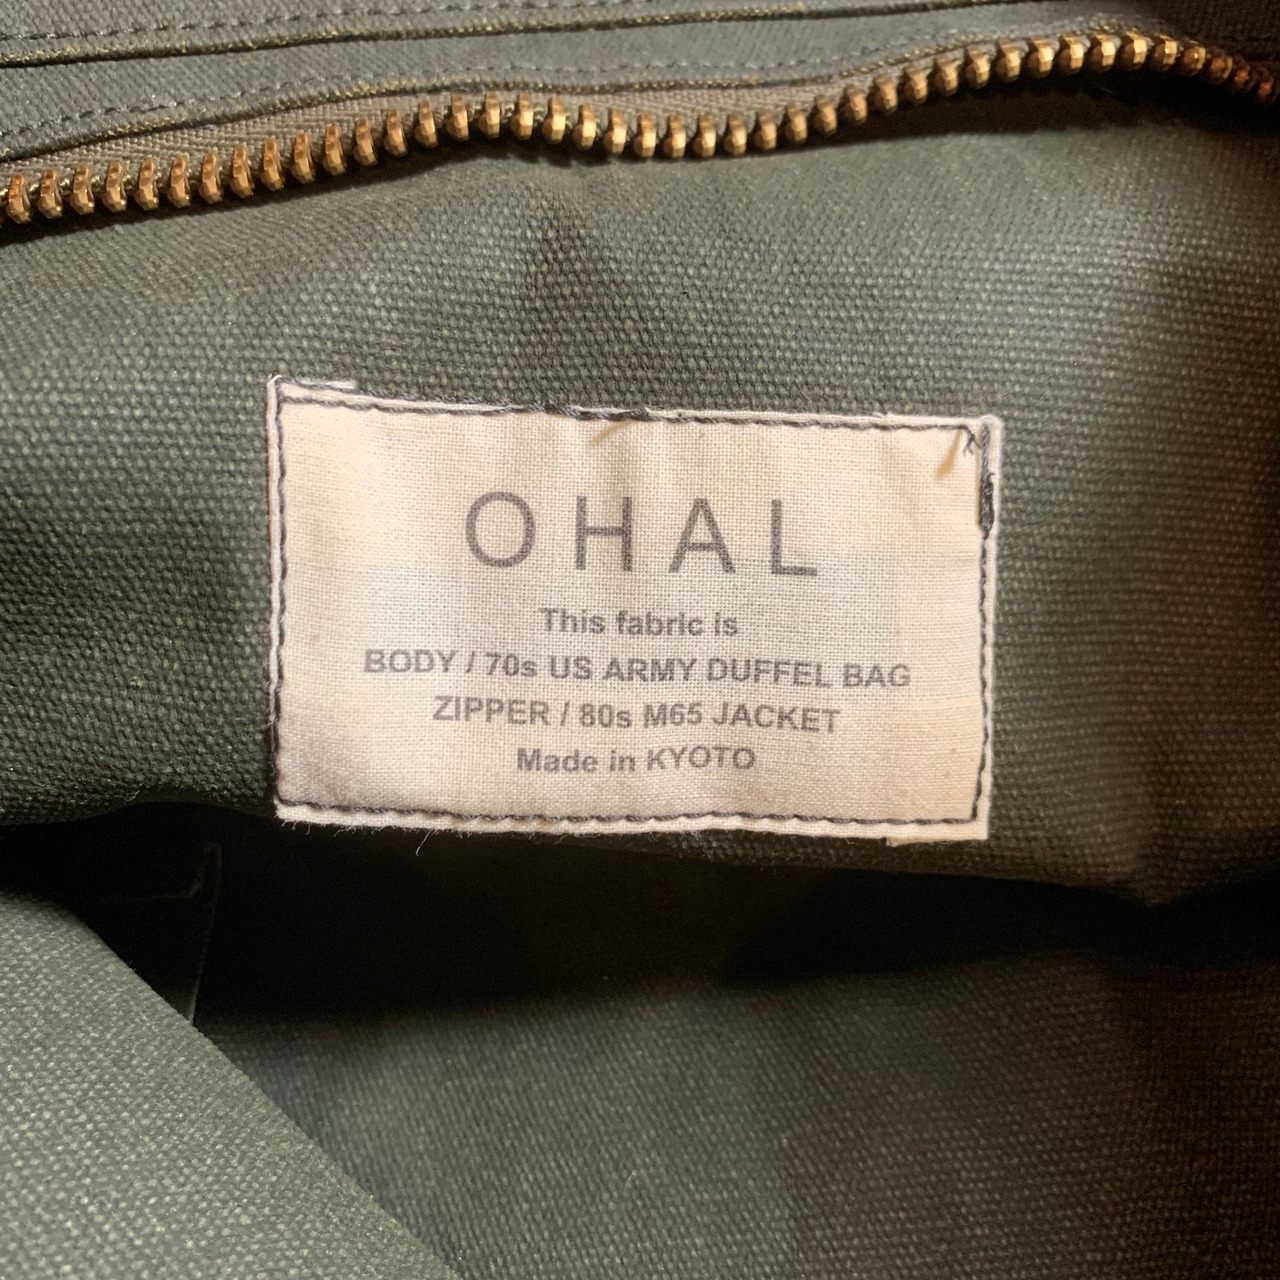 OHAL
This fabric is
BODY / 70s US ARMY DUFFEL BAG
ZIPPER / 80s M65 JACKET
Made in KYOTO